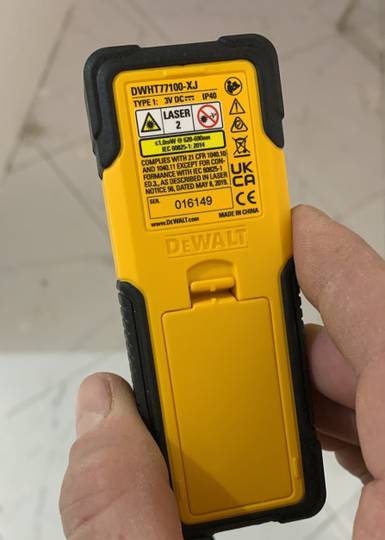 DWHT77100-XJ
TYPE 1: 3V DC IP40
LASER
2
≤1.0mW @ 620-690nm
IEC 60825-1: 2014
COMPLIES WITH 21 CFR 1040.10
AND 1040.11 EXCEPT FOR CON-
FORMANCE WITH IEC 60825-1
ED.3., AS DESCRIBED IN LASER
NOTICE 56, DATED MAY 8, 2019.
UK
CA
SER. 016149
CE
www.DEWALT.com MADE IN CHINA
DEWALT